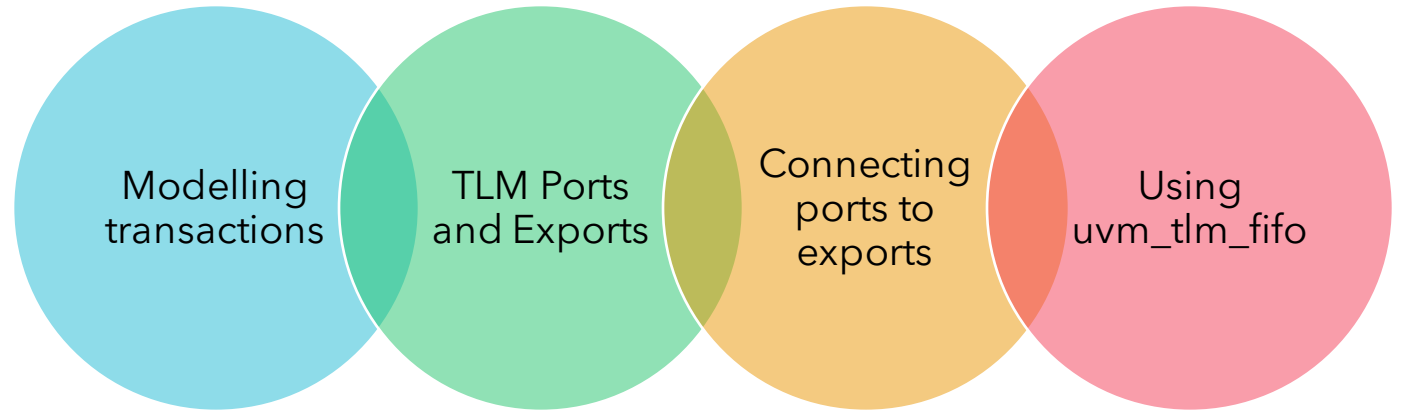 Modelling
transactions
TLM Ports
and Exports
Connecting
ports to
exports
Using
uvm_tlm_fifo